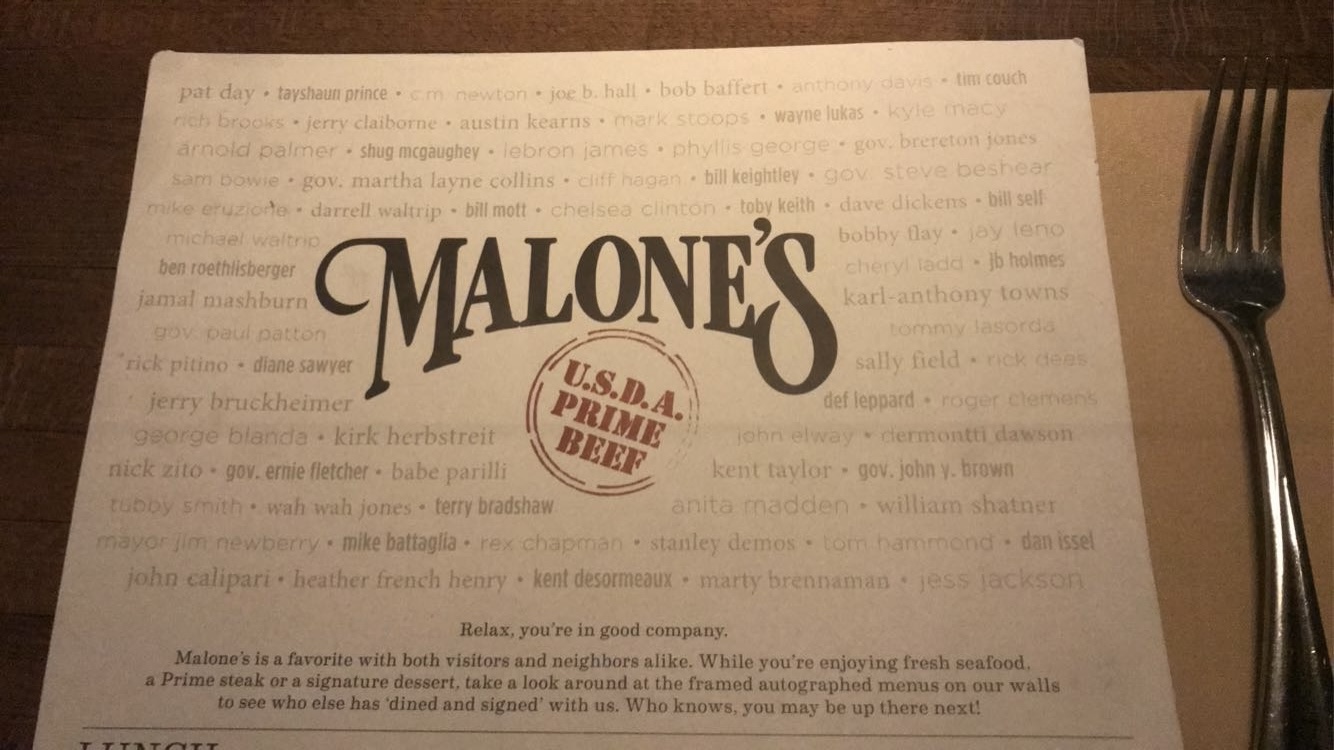 pat day • tayshaun prince • c.m. newton • joe b. hall • bob baffert • anthony davis • tim couch
rich brooks • jerry claiborne • austin kearns • mark stoops • wayne lukas • kyle macy
arnold palmer • shug mcgaughey • lebron james • phyllis george • gov. brereton jones
sam bowie • gov. martha layne collins • cliff hagan • bill keightley • gov. steve beshear
mike eruzione • darrell waltrip • bill mott • chelsea clinton • toby keith • dave dickens • bill self
michael waltrip
bobby flay • jay leno
ben roethlisberger
cheryl ladd • jb holmes
jamal mashburn
karl-anthony towns
gov. paul patton
tommy lasorda
rick pitino • diane sawyer
sally field • rick dees
jerry bruckheimer
def leppard • roger clemens
george blanda • kirk herbstreit
john elway • dermontti dawson
nick zito • gov. ernie fletcher • babe parilli
kent taylor • gov. john y. brown
tubby smith • wah wah jones • terry bradshaw
anita madden • william shatner
mayor jim newberry • mike battaglia • rex chapman • stanley demos • tom hammond • dan issel
john calipari • heather french henry • kent desormeaux • marty brennaman • jess jackson
MALONE'S
U.S.D.A.
PRIME
BEEF
Relax, you're in good company.
Malone's is a favorite with both visitors and neighbors alike. While you're enjoying fresh seafood,
a Prime steak or a signature dessert, take a look around at the framed autographed menus on our walls
to see who else has 'dined and signed' with us. Who knows, you may be up there next!
LUNCH